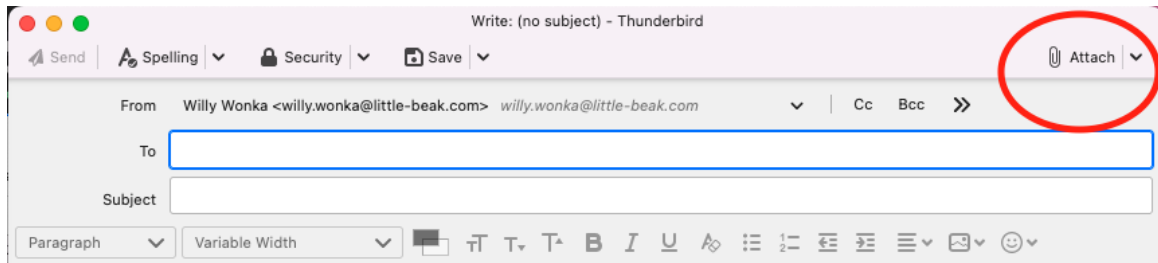 Write: (no subject) - Thunderbird
Send Spelling Security Save Attach
From Willy Wonka <willy.wonka@little-beak.com> willy.wonka@little-beak.com Cc Bcc
To
Subject
Paragraph Variable Width